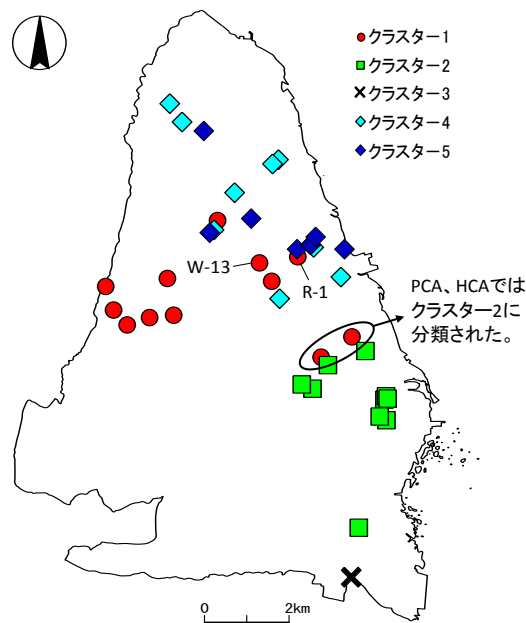 クラスター1
クラスター2
クラスター3
クラスター4
クラスター5
W-13
R-1
PCA、HCAでは
クラスター2に
分類された。
0 2km